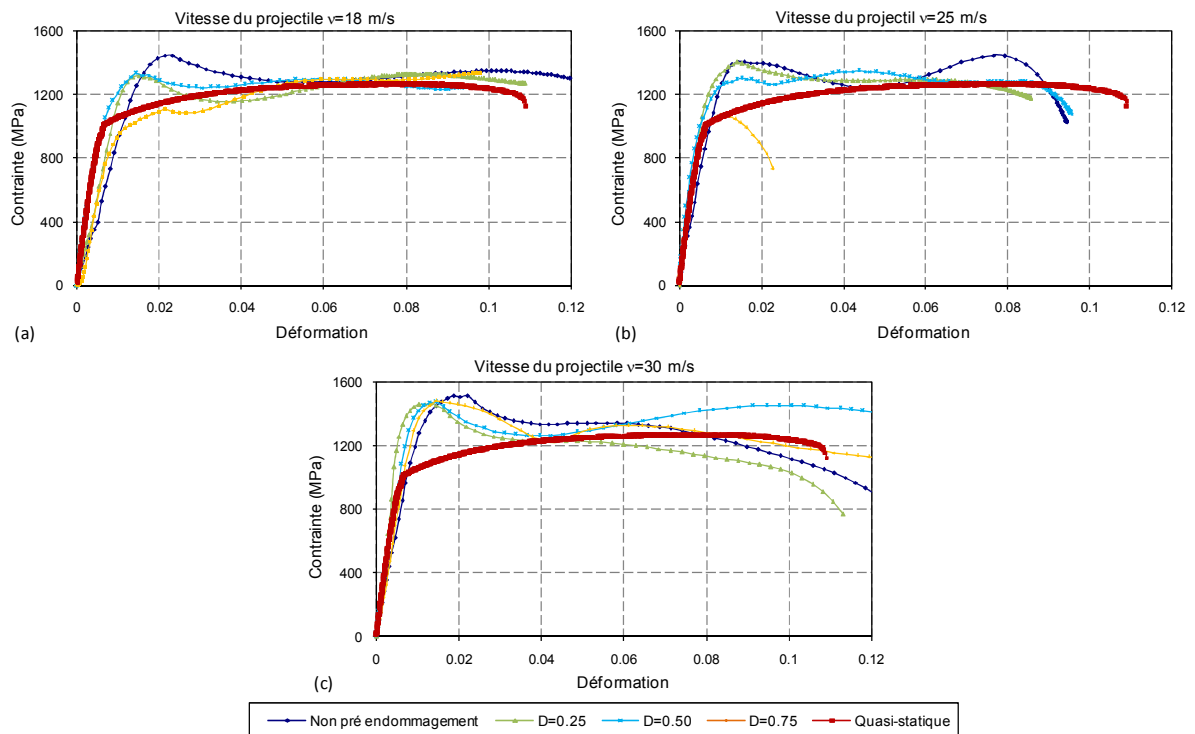 Vitesse du projectile ν=18 m/s
1600
1200
800
400
0
Contrainte (MPa)
0
0.02
0.04
0.06
0.08
0.1
0.12
Déformation
(a)
Vitesse du projectil ν=25 m/s
1600
1200
800
400
0
Contrainte (MPa)
0
0.02
0.04
0.06
0.08
0.1
0.12
Déformation
(b)
Vitesse du projectile ν=30 m/s
1600
1200
800
400
0
Contrainte (MPa)
0
0.02
0.04
0.06
0.08
0.1
0.12
Déformation
(c)
Non pré endommagement
D=0.25
D=0.50
D=0.75
Quasi-statique